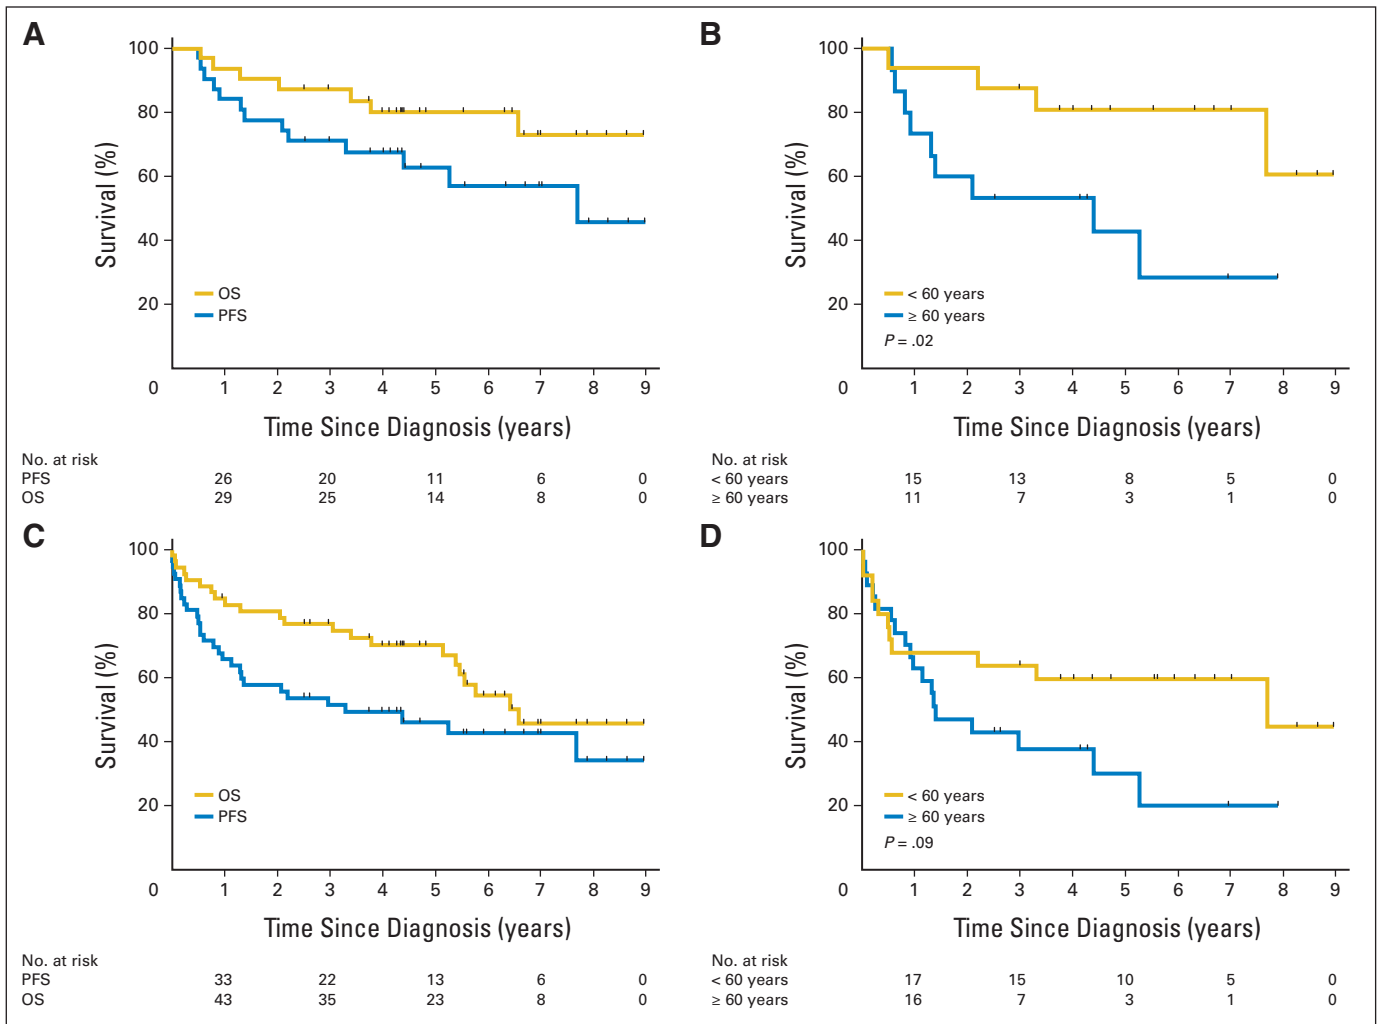 A
Survival (%)
100
80
60
40
20
OS
PFS
0 1 2 3 4 5 6 7 8 9
Time Since Diagnosis (years)
No. at risk
PFS 26 20 11 6 0
OS 29 25 14 8 0
B
Survival (%)
100
80
60
40
20
< 60 years
≥ 60 years
P = .02
0 1 2 3 4 5 6 7 8 9
Time Since Diagnosis (years)
No. at risk
< 60 years 15 13 8 5 0
≥ 60 years 11 7 3 1 0
C
Survival (%)
100
80
60
40
20
OS
PFS
0 1 2 3 4 5 6 7 8 9
Time Since Diagnosis (years)
No. at risk
PFS 33 22 13 6 0
OS 43 35 23 8 0
D
Survival (%)
100
80
60
40
20
< 60 years
≥ 60 years
P = .09
0 1 2 3 4 5 6 7 8 9
Time Since Diagnosis (years)
No. at risk
< 60 years 17 15 10 5 0
≥ 60 years 16 7 3 1 0